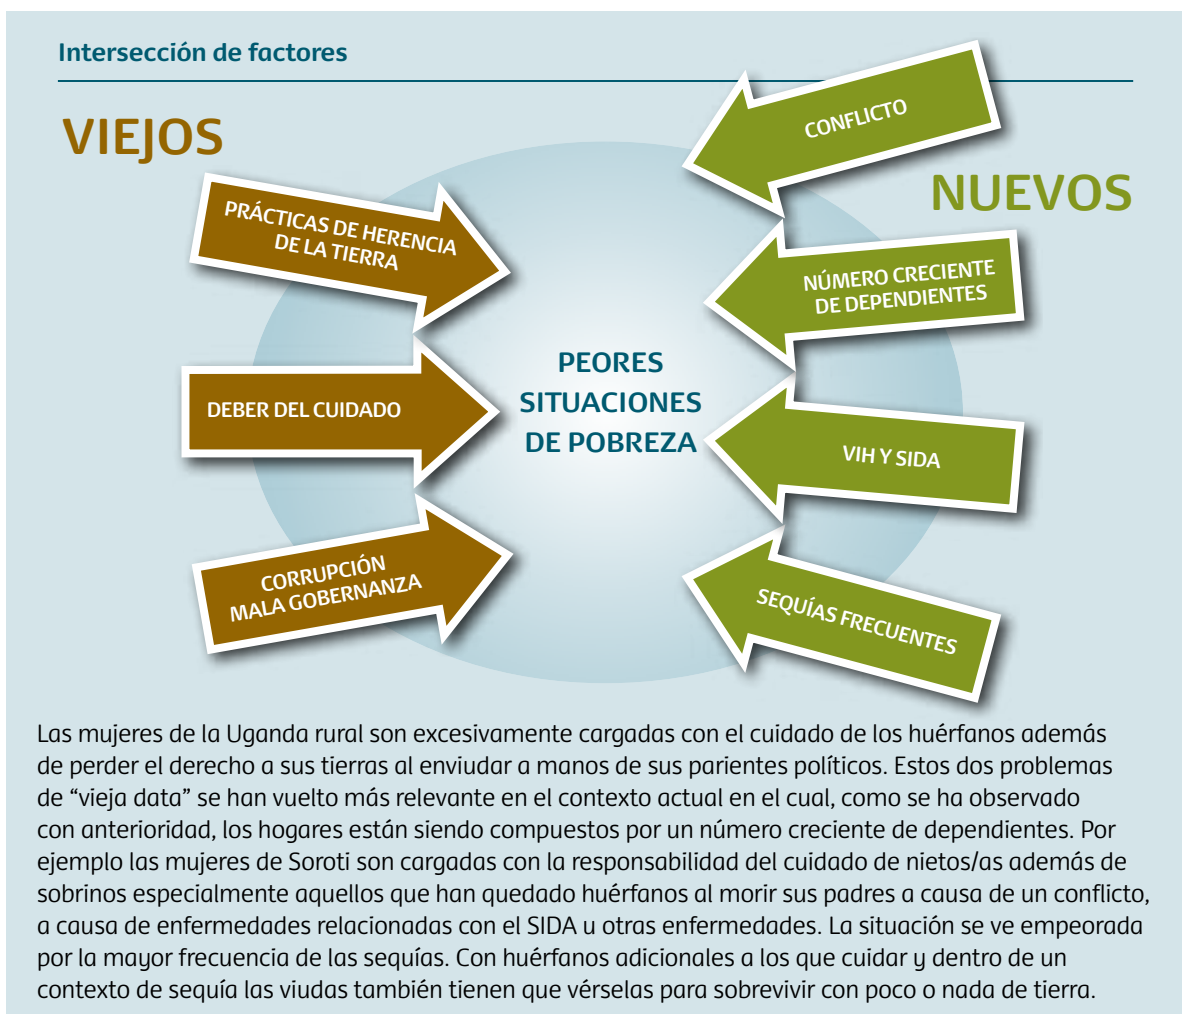 Intersección de factores
VIEJOS
PRÁCTICAS DE HERENCIA
DE LA TIERRA
DEBER DEL CUIDADO
CORRUPCIÓN
MALA GOBERNANZA
PEORES
SITUACIONES
DE POBREZA
NUEVOS
CONFLICTO
NÚMERO CRECIENTE
DE DEPENDIENTES
VIH Y SIDA
SEQUÍAS FRECUENTES
Las mujeres de la Uganda rural son excesivamente cargadas con el cuidado de los huérfanos además
de perder el derecho a sus tierras al enviudar a manos de sus parientes políticos. Estos dos problemas
de “vieja data” se han vuelto más relevante en el contexto actual en el cual, como se ha observado
con anterioridad, los hogares están siendo compuestos por un número creciente de dependientes. Por
ejemplo las mujeres de Soroti son cargadas con la responsabilidad del cuidado de nietos/as además de
sobrinos especialmente aquellos que han quedado huérfanos al morir sus padres a causa de un conflicto,
a causa de enfermedades relacionadas con el SIDA u otras enfermedades. La situación se ve empeorada
por la mayor frecuencia de las sequías. Con huérfanos adicionales a los que cuidar y dentro de un
contexto de sequía las viudas también tienen que vérselas para sobrevivir con poco o nada de tierra.